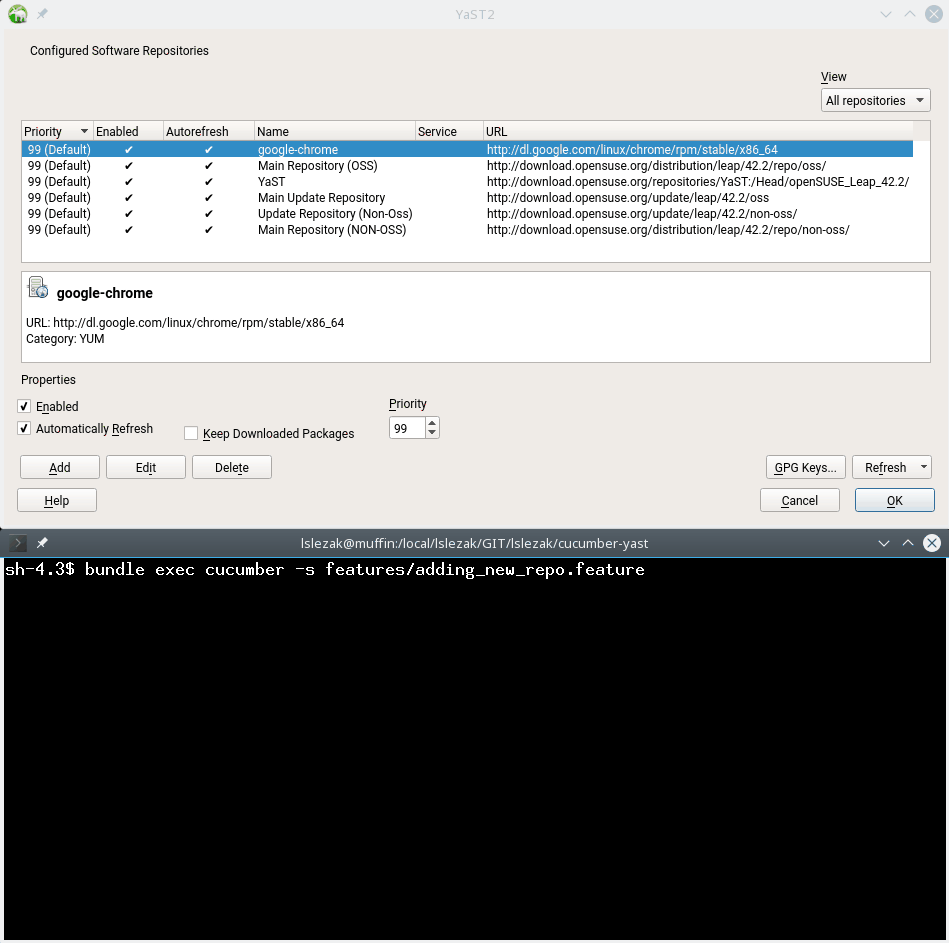 YaST2
Configured Software Repositories
View
All repositories
Priority Enabled Autorefresh Name Service URL
99 (Default) ✔ ✔ google-chrome http://dl.google.com/linux/chrome/rpm/stable/x86_64
99 (Default) ✔ ✔ Main Repository (OSS) http://download.opensuse.org/distribution/leap/42.2/repo/oss/
99 (Default) ✔ ✔ YaST http://download.opensuse.org/repositories/YaST:/Head/openSUSE_Leap_42.2/
99 (Default) ✔ ✔ Main Update Repository http://download.opensuse.org/update/leap/42.2/oss
99 (Default) ✔ ✔ Update Repository (Non-Oss) http://download.opensuse.org/update/leap/42.2/non-oss/
99 (Default) ✔ ✔ Main Repository (NON-OSS) http://download.opensuse.org/distribution/leap/42.2/repo/non-oss/
google-chrome
URL: http://dl.google.com/linux/chrome/rpm/stable/x86_64
Category: YUM
Properties
Enabled
Priority
Automatically Refresh
Keep Downloaded Packages
99
Add Edit Delete GPG Keys... Refresh
Help Cancel OK
lslezak@muffin:/local/lslezak/GIT/lslezak/cucumber-yast
sh-4.3$ bundle exec cucumber -s features/adding_new_repo.feature